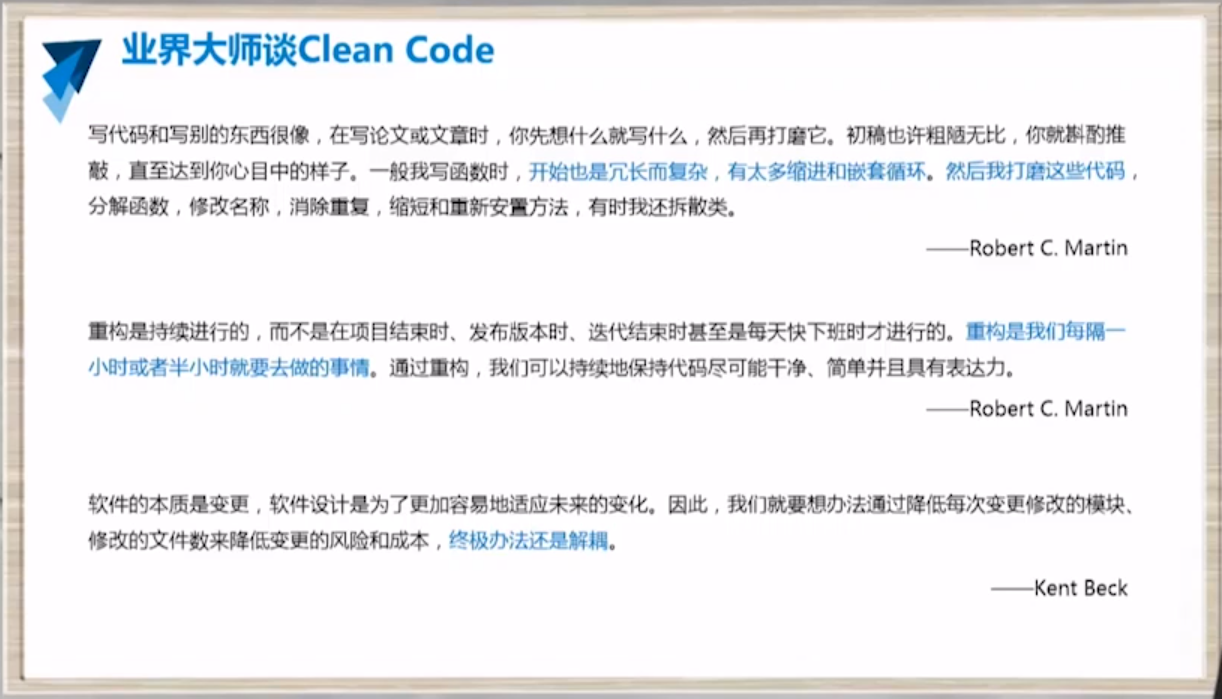 业界大师谈Clean Code
写代码和写别的东西很像，在写论文或文章时，你先想什么就写什么，然后再打磨它。初稿也许粗陋无比，你就斟酌推
敲，直至达到你心目中的样子。一般我写函数时，开始也是冗长而复杂，有太多缩进和嵌套循环。然后我打磨这些代码，
分解函数，修改名称，消除重复，缩短和重新安置方法，有时我还拆散类。
——Robert C. Martin
重构是持续进行的，而不是在项目结束时、发布版本时、迭代结束时甚至是每天快下班时才进行的。重构是我们每隔一
小时或者半小时就要去做的事情。通过重构，我们可以持续地保持代码尽可能干净、简单并且具有表达力。
——Robert C. Martin
软件的本质是变更，软件设计是为了更加容易地适应未来的变化。因此，我们就要想办法通过降低每次变更修改的模块、
修改的文件数来降低变更的风险和成本，终极办法还是解耦。
——Kent Beck